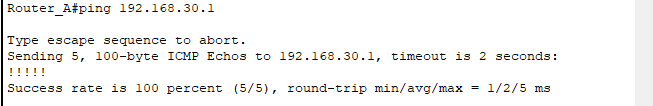 Router_A#ping 192.168.30.1
Type escape sequence to abort.
Sending 5, 100-byte ICMP Echos to 192.168.30.1, timeout is 2 seconds:
!!!!!
Success rate is 100 percent (5/5), round-trip min/avg/max = 1/2/5 ms